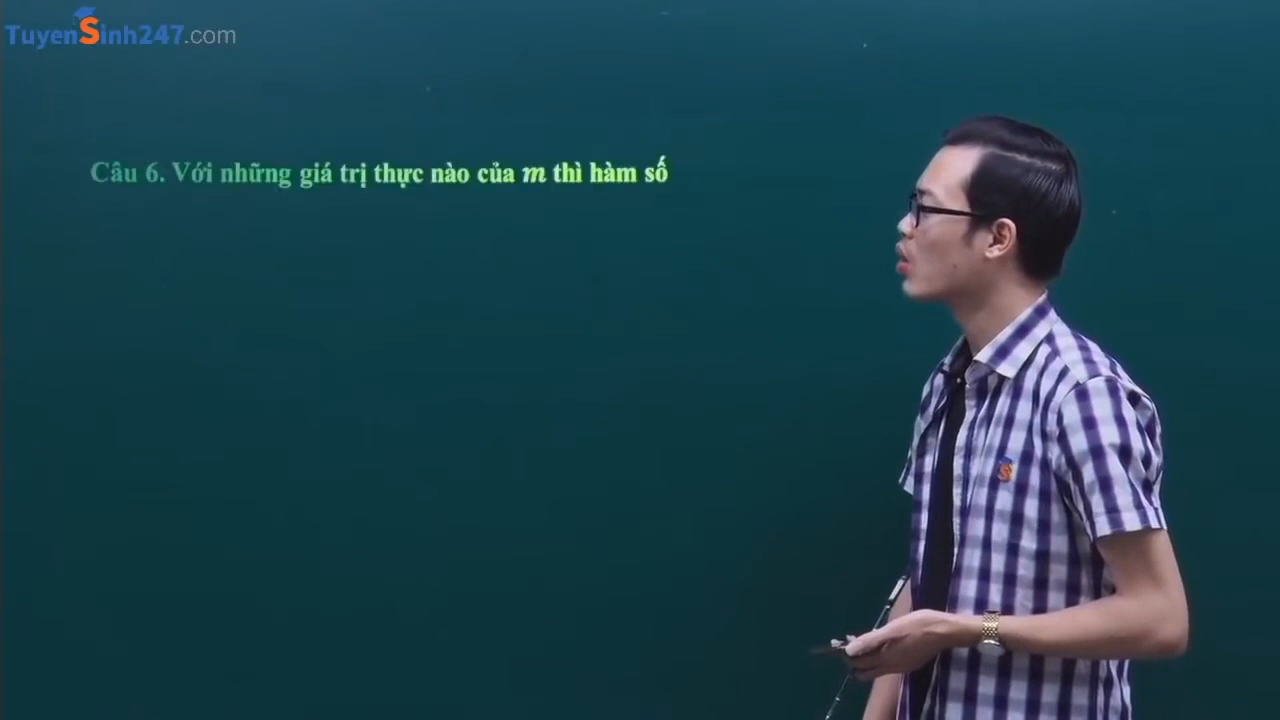 TuyenSinh247.com
Câu 6. Với những giá trị thực nào của m thì hàm số